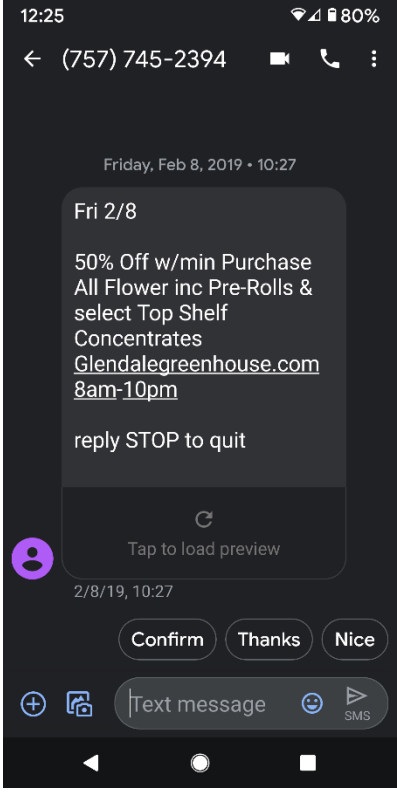 12:25 80%
(757) 745-2394
Friday, Feb 8, 2019 • 10:27
Fri 2/8
50% Off w/min Purchase
All Flower inc Pre-Rolls &
select Top Shelf
Concentrates
Glendalegreenhouse.com
8am-10pm
reply STOP to quit
Tap to load preview
2/8/19, 10:27
Confirm Thanks Nice
Text message
SMS